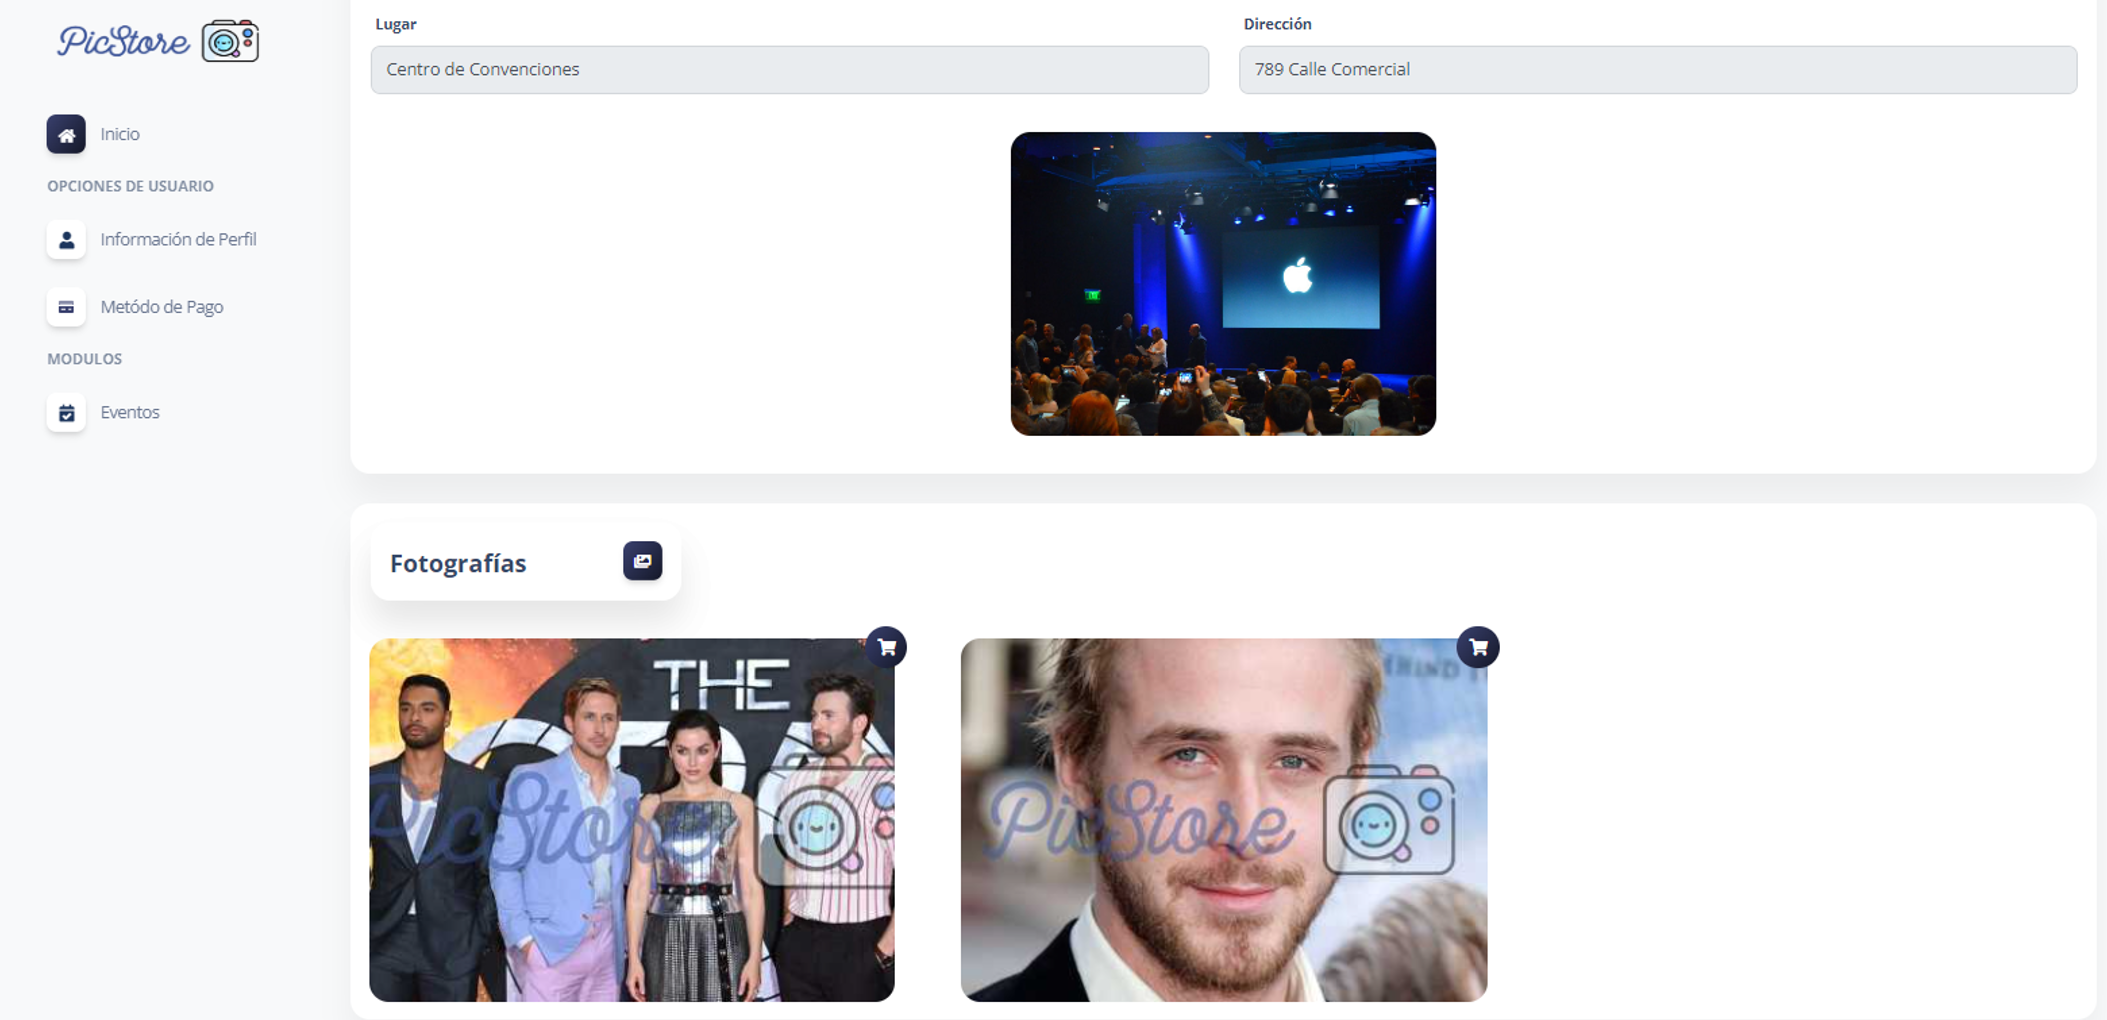 PicStore
Inicio
OPCIONES DE USUARIO
Información de Perfil
Metódo de Pago
MODULOS
Eventos
Lugar
Dirección
Centro de Convenciones
789 Calle Comercial
Fotografías
THE
PicStore
PicStore